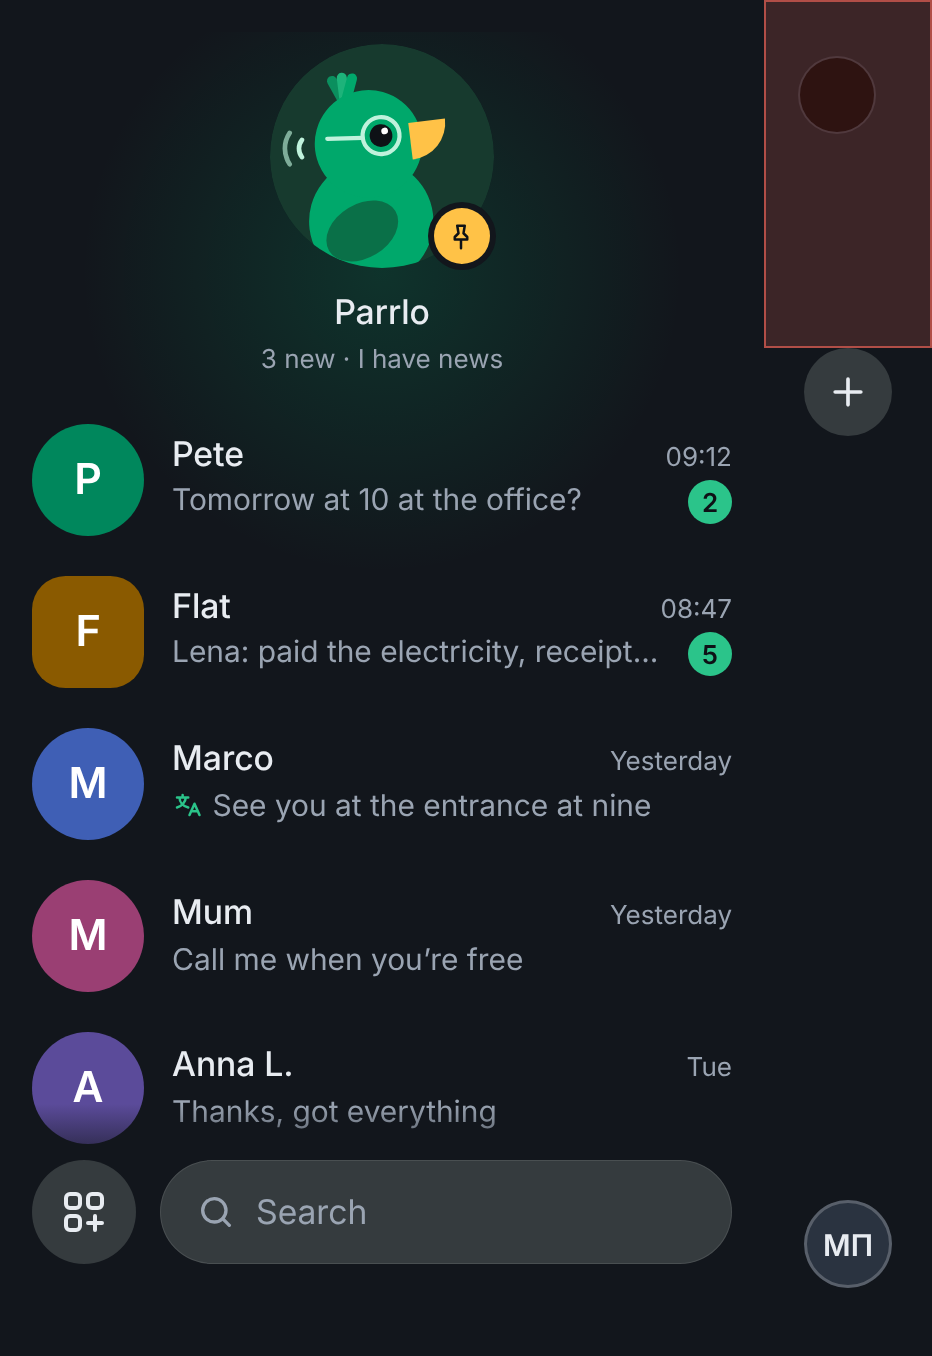 Parrlo
3 new · I have news
P
Pete
09:12
Tomorrow at 10 at the office?
2
F
Flat
08:47
Lena: paid the electricity, receipt...
5
M
Marco
Yesterday
See you at the entrance at nine
M
Mum
Yesterday
Call me when you’re free
A
Anna L.
Tue
Thanks, got everything
Search
МП